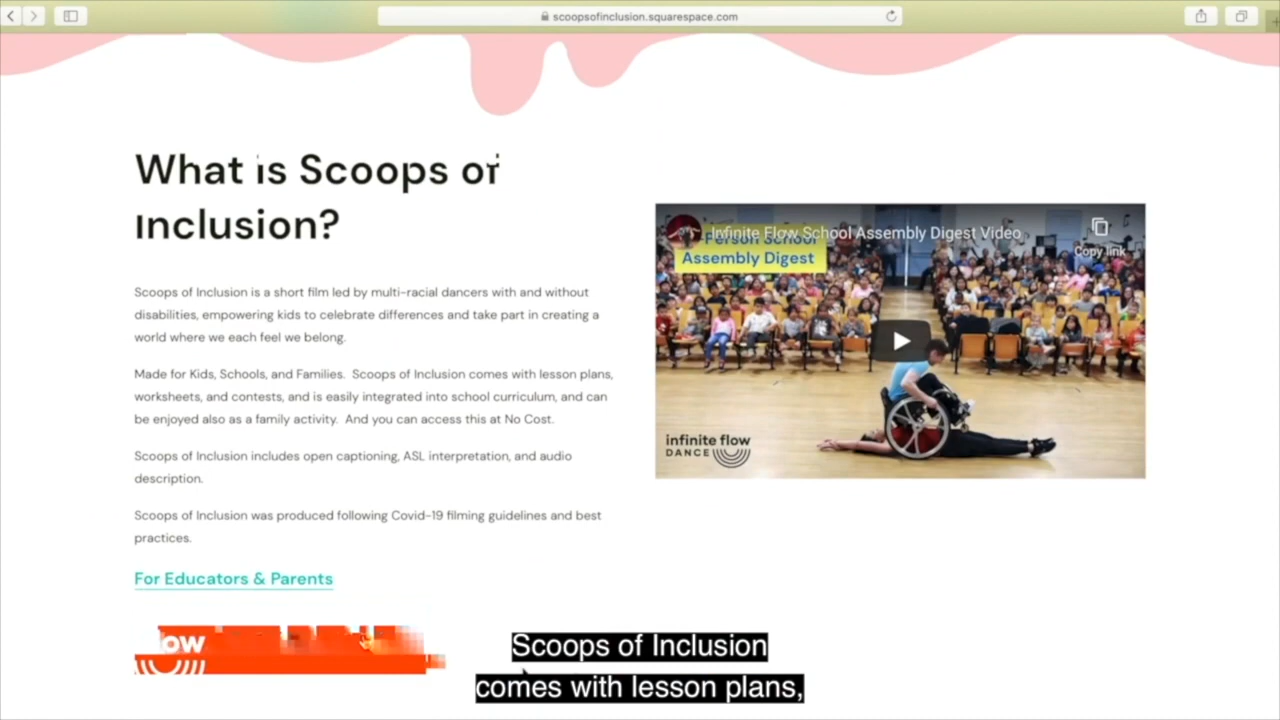 scoopsofinclusion.squarespace.com
What is Scoops of
Inclusion?
Scoops of Inclusion is a short film led by multi-racial dancers with and without
disabilities, empowering kids to celebrate differences and take part in creating a
world where we each feel we belong.
Made for Kids, Schools, and Families. Scoops of Inclusion comes with lesson plans,
worksheets, and contests, and is easily integrated into school curriculum, and can
be enjoyed also as a family activity. And you can access this at No Cost.
Scoops of Inclusion includes open captioning, ASL interpretation, and audio
description.
Scoops of Inclusion was produced following Covid-19 filming guidelines and best
practices.
For Educators & Parents
Infinite Flow School Assembly Digest Video
Copy link
Person School
Assembly Digest
infinite flow
DANCE
ow
Scoops of Inclusion
comes with lesson plans,